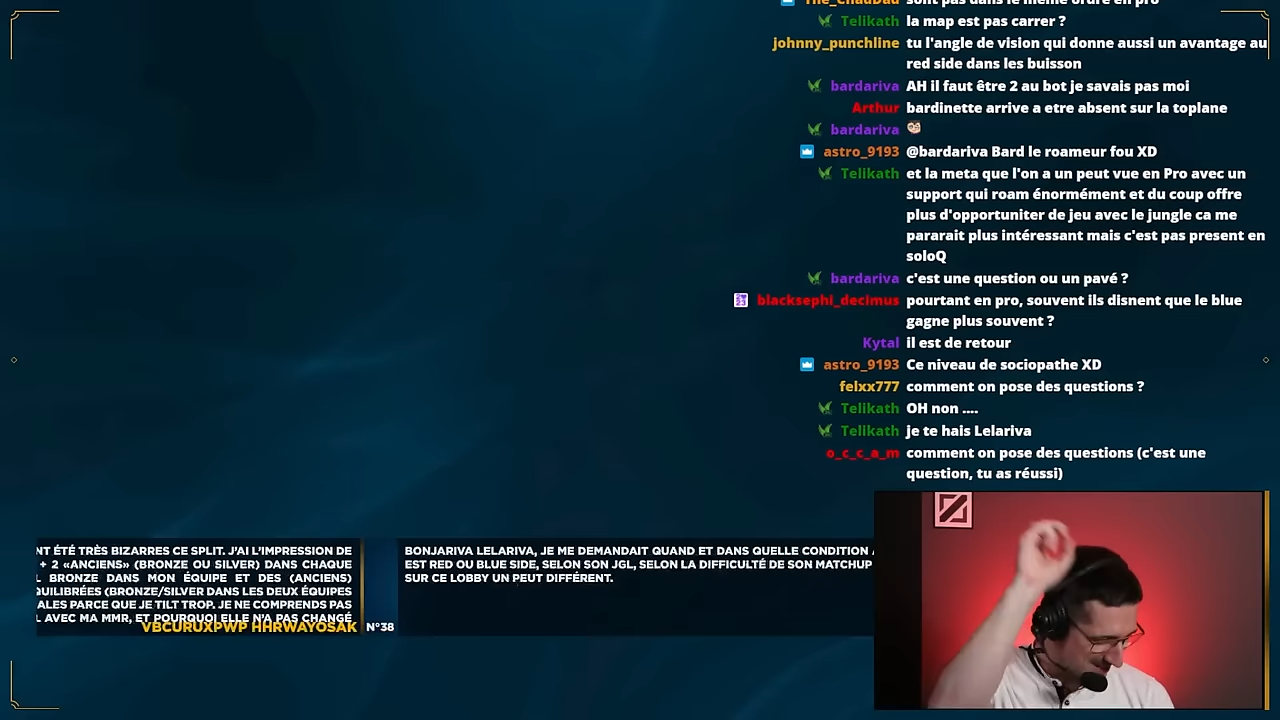 The_ChadDad sont pas dans le même ordre en pro
Telikath la map est pas carrer ?
johnny_punchline tu l'angle de vision qui donne aussi un avantage au
red side dans les buisson
bardariva AH il faut être 2 au bot je savais pas moi
Arthur bardinette arrive a etre absent sur la toplane
bardariva
astro_9193 @bardariva Bard le roameur fou XD
Telikath et la meta que l'on a un peut vue en Pro avec un
support qui roam énormément et du coup offre
plus d'opportuniter de jeu avec le jungle ca me
pararait plus intéressant mais c'est pas present en
soloQ
bardariva c'est une question ou un pavé ?
blacksephi_decimus pourtant en pro, souvent ils disnent que le blue
gagne plus souvent ?
Kytal il est de retour
astro_9193 Ce niveau de sociopathe XD
felxx777 comment on pose des questions ?
Telikath OH non ....
Telikath je te hais Lelariva
o_c_c_a_m comment on pose des questions (c'est une
question, tu as réussi)
NT ÉTÉ TRÈS BIZARRES CE SPLIT. J'AI L'IMPRESSION DE
+ 2 «ANCIENS» (BRONZE OU SILVER) DANS CHAQUE
L BRONZE DANS MON ÉQUIPE ET DES (ANCIENS)
QUILIBRÉES (BRONZE/SILVER DANS LES DEUX ÉQUIPES
ALES PARCE QUE JE TILT TROP. JE NE COMPRENDS PAS
L AVEC MA MMR, ET POURQUOI ELLE N'A PAS CHANGÉ
VBCURUXPWP HHRWAYOSAK N°38
BONJARIVA LELARIVA, JE ME DEMANDAIT QUAND ET DANS QUELLE CONDITION
EST RED OU BLUE SIDE, SELON SON JGL, SELON LA DIFFICULTÉ DE SON MATCHUP
SUR CE LOBBY UN PEUT DIFFÉRENT.